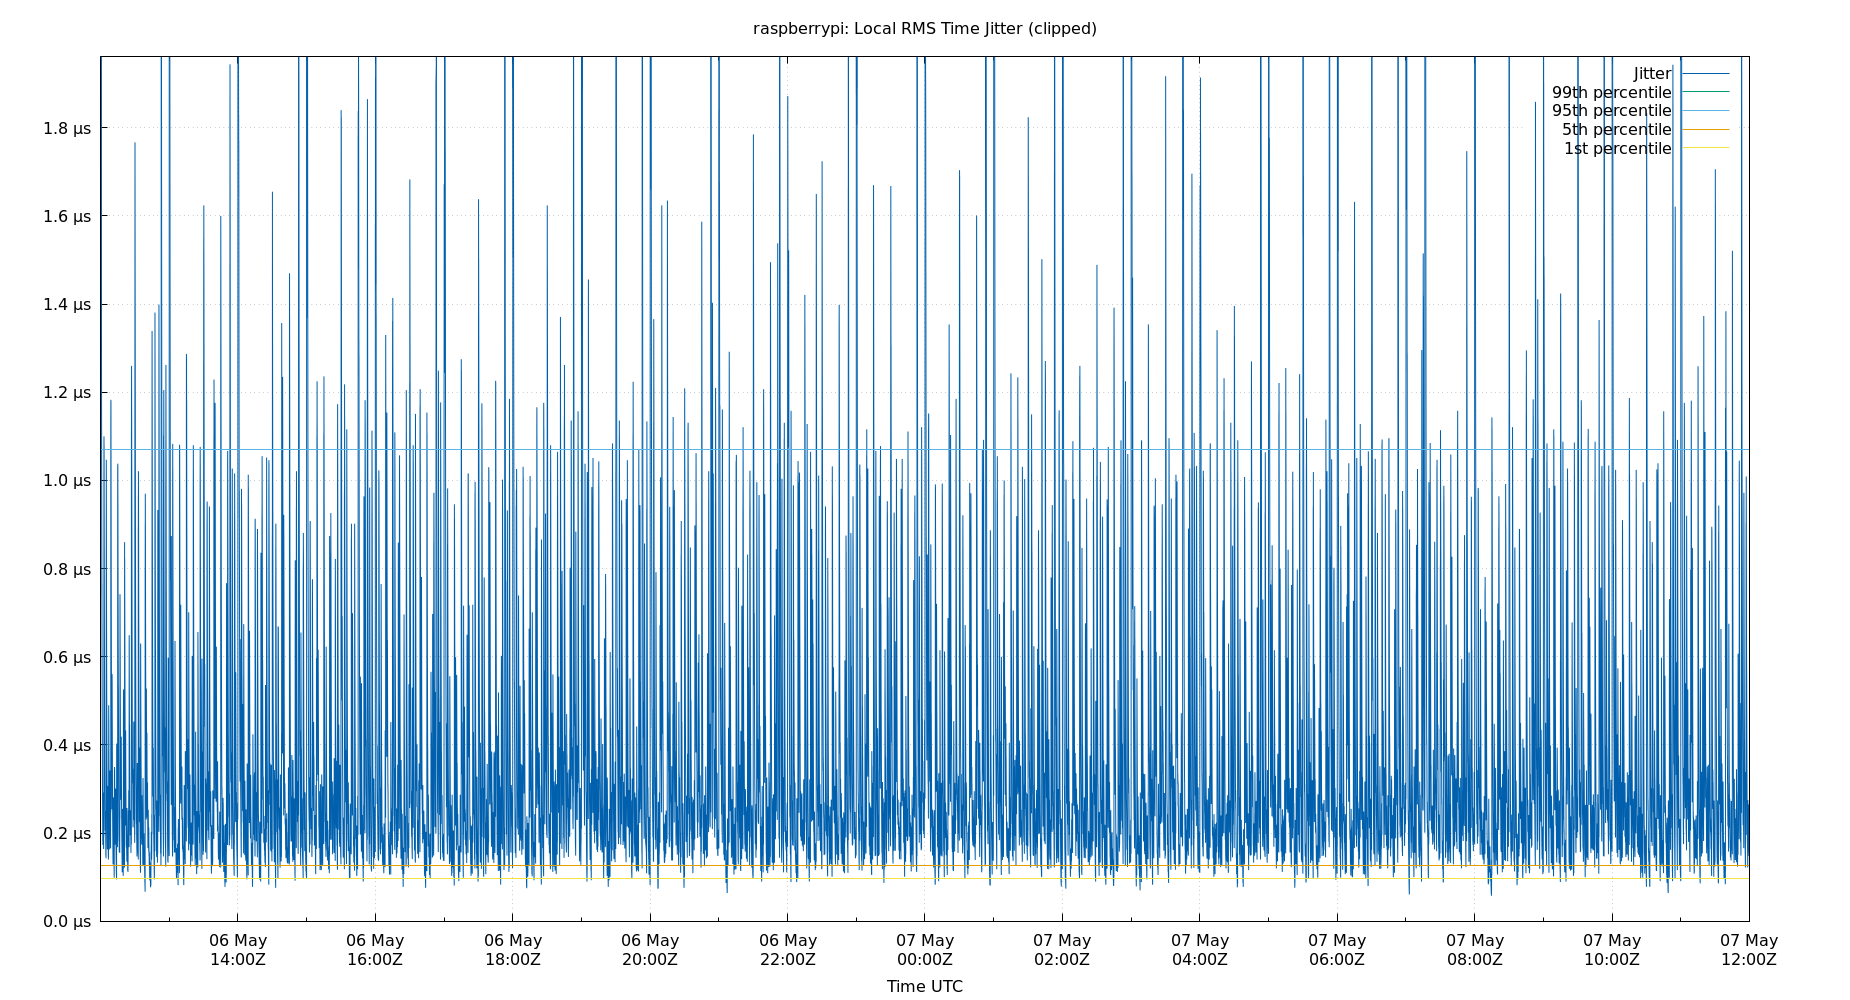 raspberrypi: Local RMS Time Jitter (clipped)
Jitter
99th percentile
95th percentile
5th percentile
1st percentile
1.8 µs
1.6 µs
1.4 µs
1.2 µs
1.0 µs
0.8 µs
0.6 µs
0.4 µs
0.2 µs
0.0 µs
06 May 06 May 06 May 06 May 06 May 07 May 07 May 07 May 07 May 07 May 07 May 07 May
14:00Z 16:00Z 18:00Z 20:00Z 22:00Z 00:00Z 02:00Z 04:00Z 06:00Z 08:00Z 10:00Z 12:00Z
Time UTC